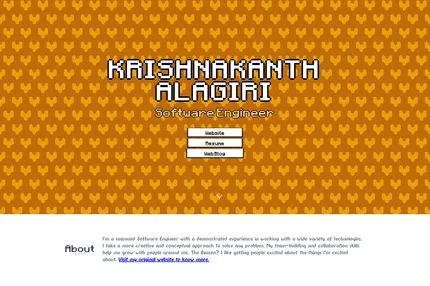 KRISHNAKANTH
ALAGIRI
Software Engineer
Website
Resume
WebBlog
About
I'm a seasoned Software Engineer with a demonstrated experience in working with a wide variety of technologies.
I take a more creative and conceptual approach to solve any problem. My team-building and collaboration skills
help me grow with people around me. The Reason? I like getting people excited about the things I'm excited
about. Visit my original website to know more.